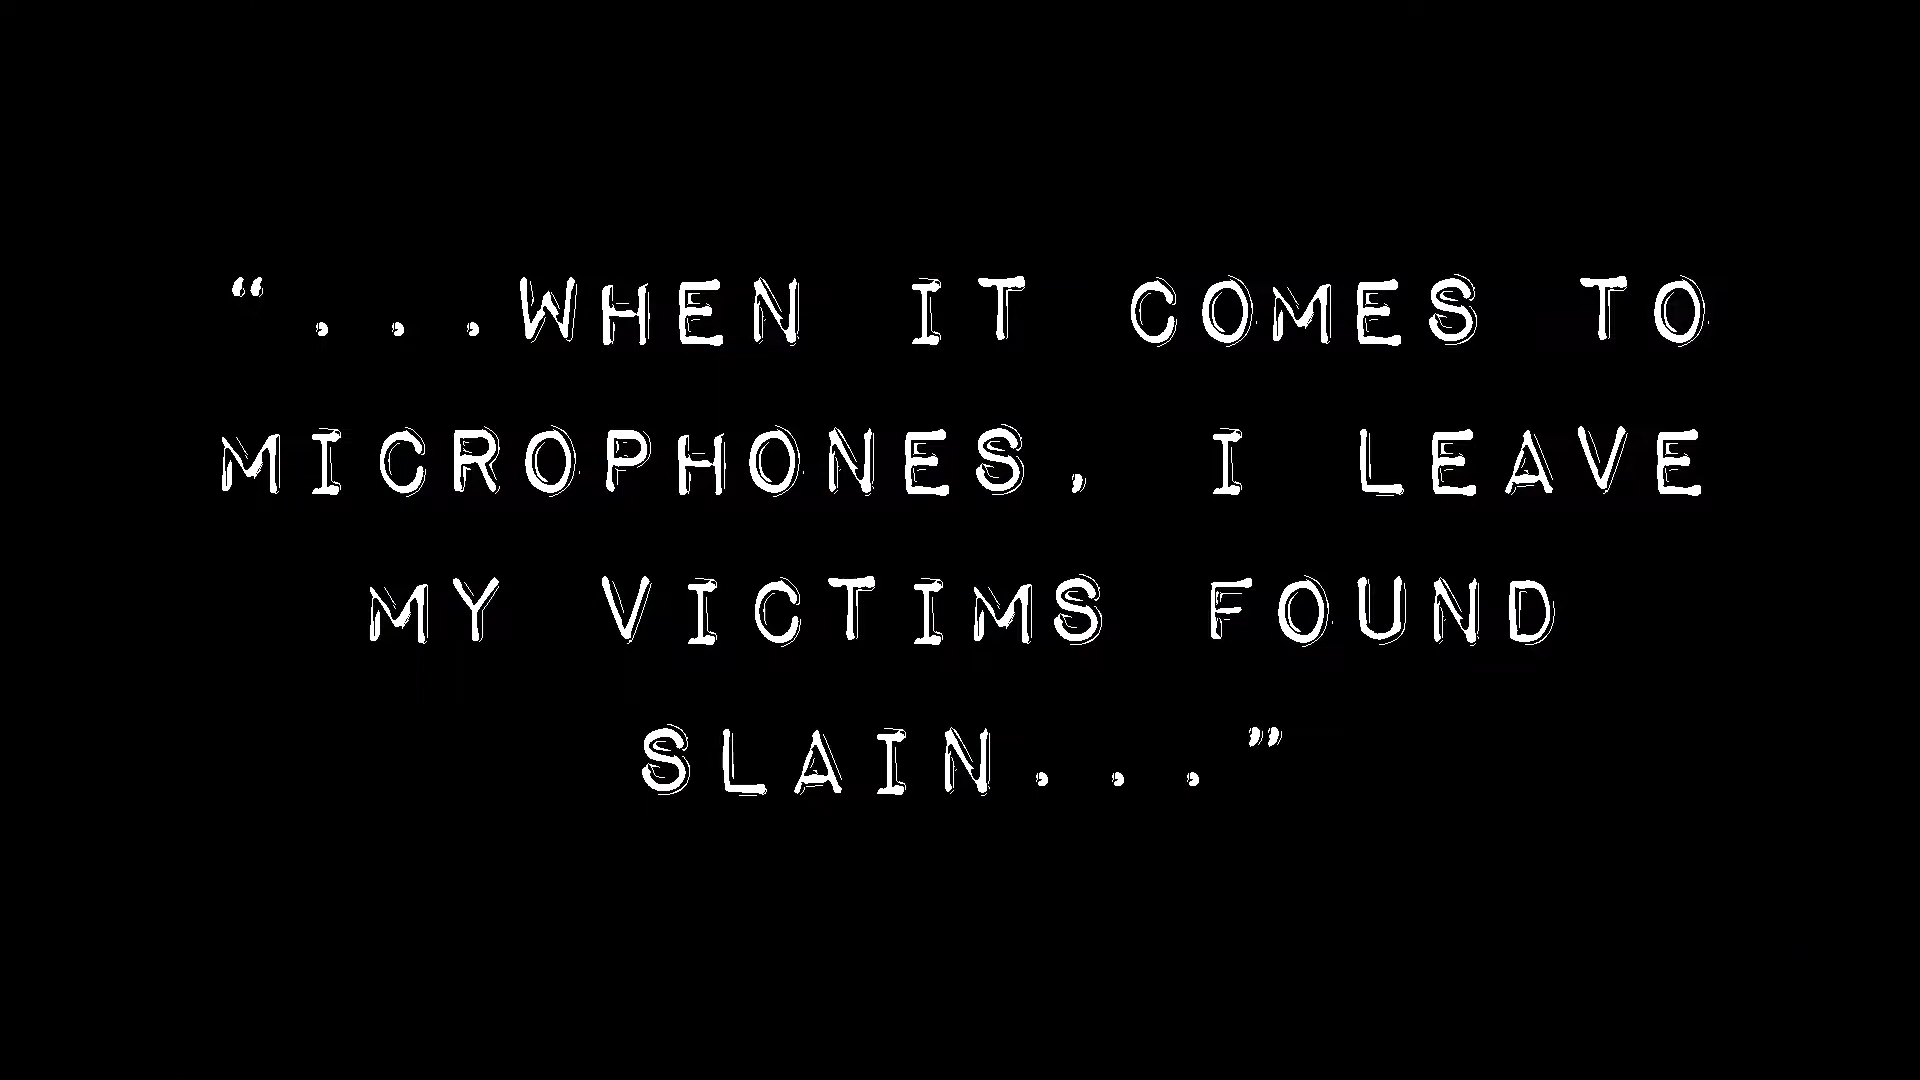 “...WHEN IT COMES TO
MICROPHONES, I LEAVE
MY VICTIMS FOUND
SLAIN...”